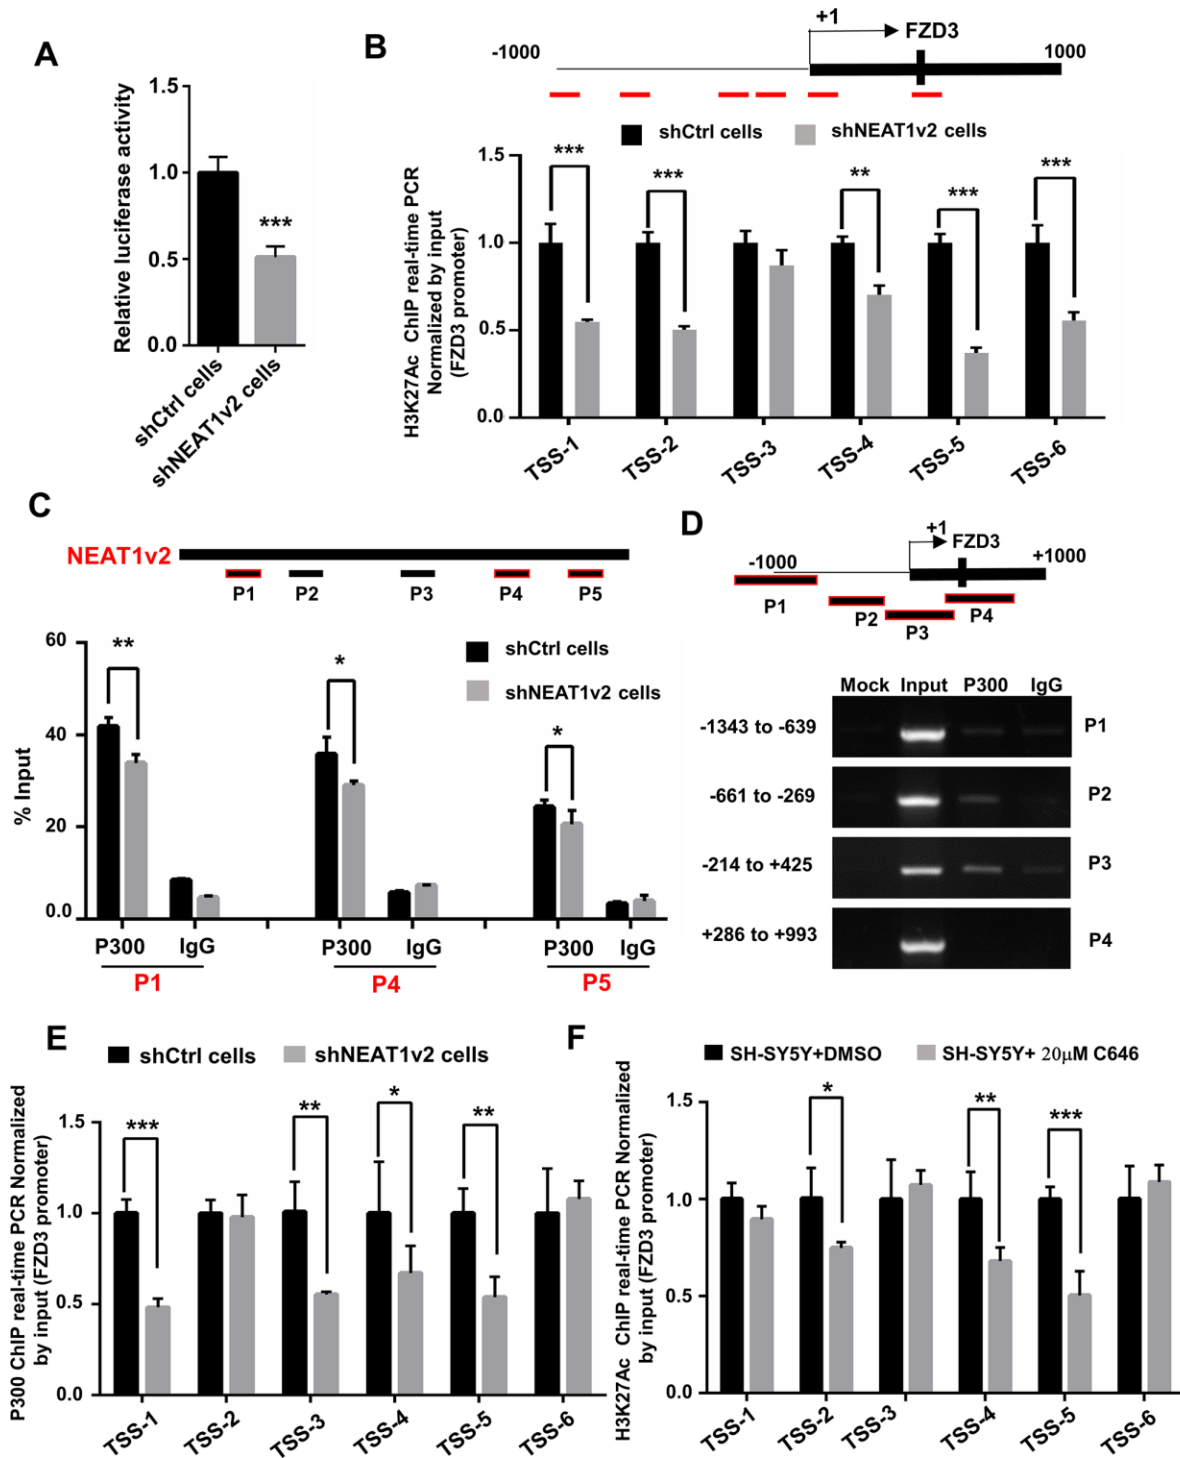 A
1.5
1.0
0.5
0.0
Relative luciferase activity
***
shCtrl cells
shNEAT1v2 cells
B
-1000
+1
FZD3
1000
shCtrl cells
shNEAT1v2 cells
H3K27Ac ChIP real-time PCR
Normalized by input
(FZD3 promoter)
1.5
1.0
0.5
0.0
*** *** ** *** ***
TSS-1 TSS-2 TSS-3 TSS-4 TSS-5 TSS-6
C
NEAT1v2
P1 P2 P3 P4 P5
shCtrl cells
shNEAT1v2 cells
% Input
60
40
20
0.0
** * *
P300 IgG P300 IgG P300 IgG
P1 P4 P5
D
+1
FZD3
-1000
+1000
P1
P2
P3
P4
Mock Input P300 IgG
-1343 to -639 P1
-661 to -269 P2
-214 to +425 P3
+286 to +993 P4
E
shCtrl cells
shNEAT1v2 cells
P300 ChIP real-time PCR Normalized
by input (FZD3 promoter)
1.5
1.0
0.5
0.0
*** ** * **
TSS-1 TSS-2 TSS-3 TSS-4 TSS-5 TSS-6
F
SH-SY5Y+DMSO
SH-SY5Y+ 20μM C646
H3K27Ac ChIP real-time PCR Normalized
by input (FZD3 promoter)
1.5
1.0
0.5
0.0
* ** ***
TSS-1 TSS-2 TSS-3 TSS-4 TSS-5 TSS-6